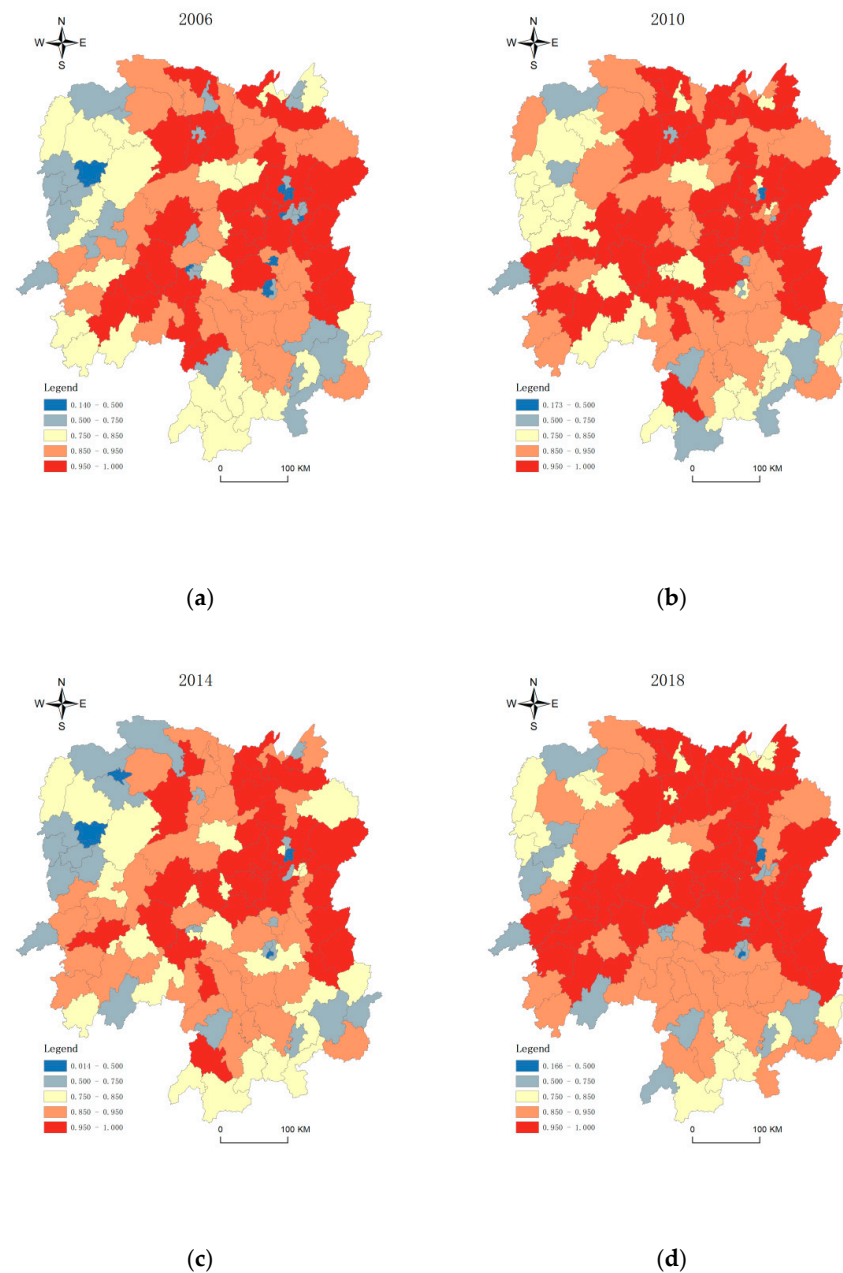 2006
N
W E
S
Legend
0.140 - 0.500
0.500 - 0.750
0.750 - 0.850
0.850 - 0.950
0.950 - 1.000
0 100 KM
(a)
2010
N
W E
S
Legend
0.173 - 0.500
0.500 - 0.750
0.750 - 0.850
0.850 - 0.950
0.950 - 1.000
0 100 KM
(b)
2014
N
W E
S
Legend
0.014 - 0.500
0.500 - 0.750
0.750 - 0.850
0.850 - 0.950
0.950 - 1.000
0 100 KM
(c)
2018
N
W E
S
Legend
0.166 - 0.500
0.500 - 0.750
0.750 - 0.850
0.850 - 0.950
0.950 - 1.000
0 100 KM
(d)